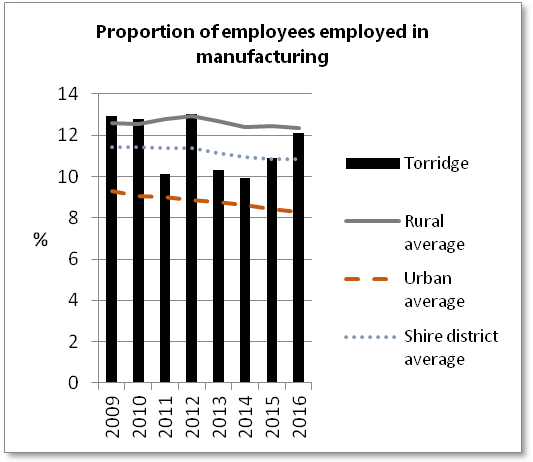 Proportion of employees employed in
manufacturing
14
12
10
8
6
4
2
0
%
2009
2010
2011
2012
2013
2014
2015
2016
Torridge
Rural
average
Urban
average
Shire district
average